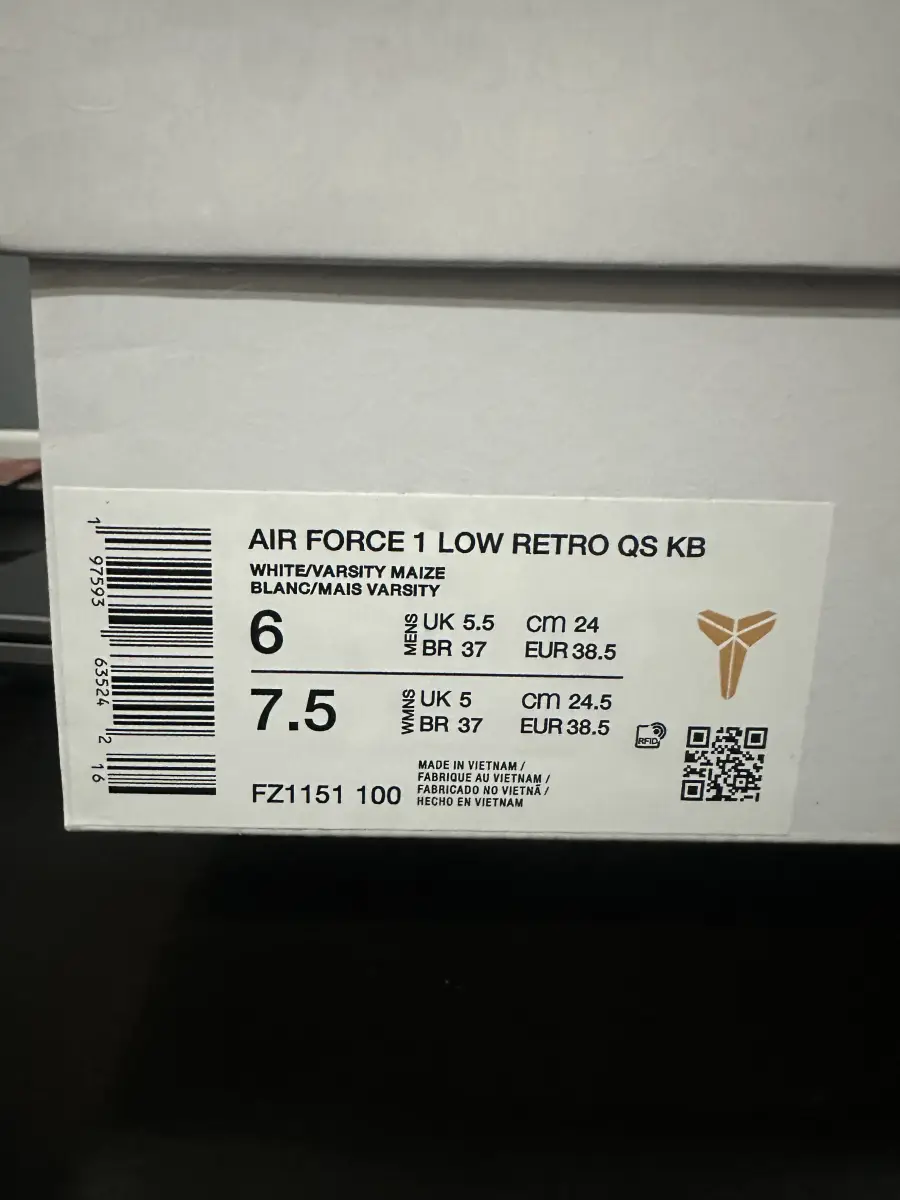 AIR FORCE 1 LOW RETRO QS KB
WHITE/VARSITY MAIZE
BLANC/MAIS VARSITY
6 MENS UK 5.5 cm 24
BR 37 EUR 38.5
7.5 WMNS UK 5 cm 24.5
BR 37 EUR 38.5
RFID
FZ1151 100
MADE IN VIETNAM /
FABRIQUE AU VIETNAM /
FABRICADO NO VIETNÃ /
HECHO EN VIETNAM
1 97593 63524 2 16